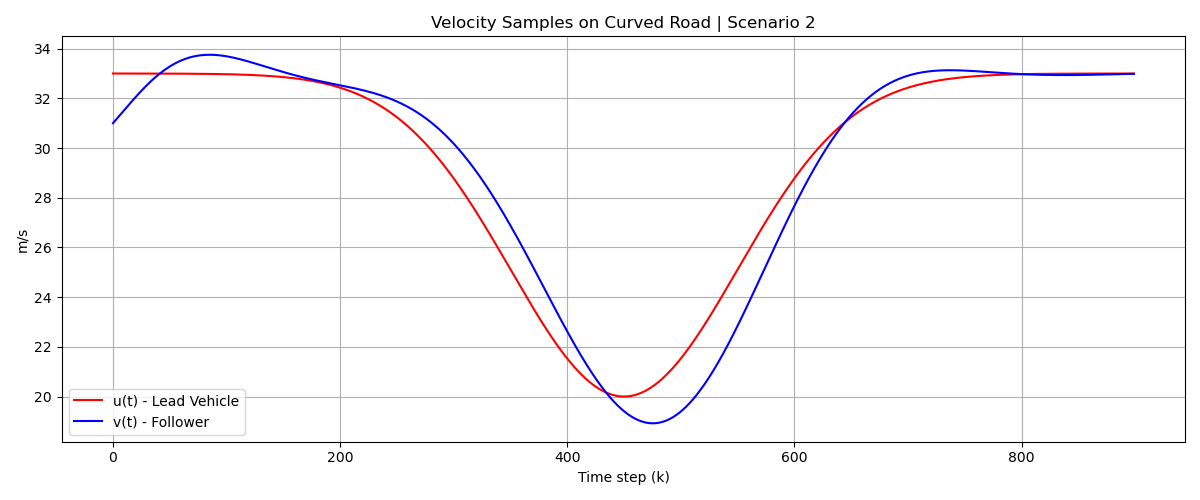 Velocity Samples on Curved Road | Scenario 2
m/s
34
32
30
28
26
24
22
20
u(t) - Lead Vehicle
v(t) - Follower
0 200 400 600 800
Time step (k)